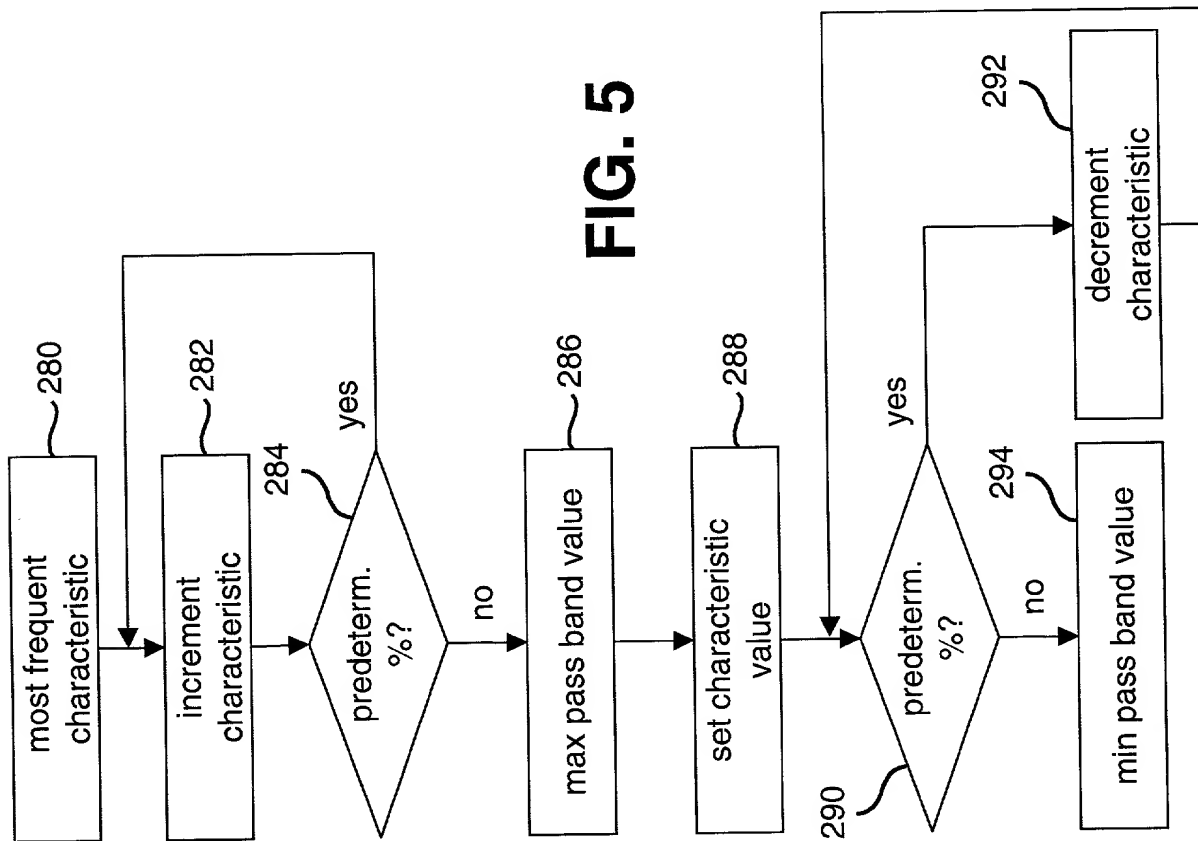 FIG. 5
most frequent
characteristic
280
increment
characteristic
282
predeterm.
%?
284
yes
no
max pass band value
286
set characteristic
value
288
predeterm.
%?
290
yes
no
decrement
characteristic
292
min pass band value
294